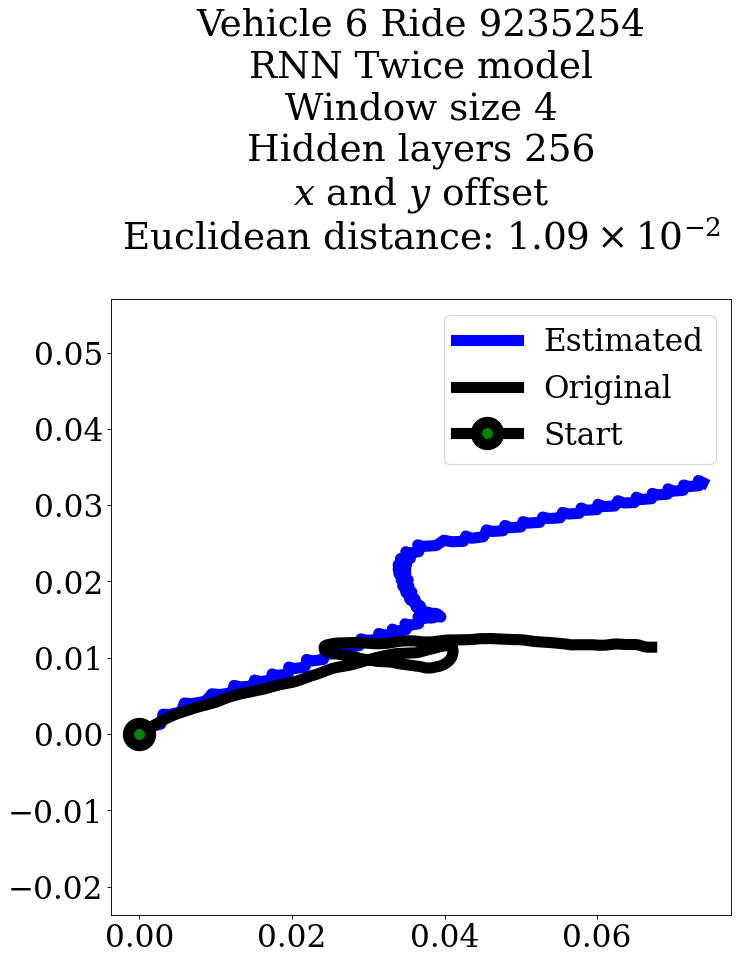 Vehicle 6 Ride 9235254
RNN Twice model
Window size 4
Hidden layers 256
x and y offset
Euclidean distance: 1.09 × 10⁻²
Estimated
Original
Start
0.05
0.04
0.03
0.02
0.01
0.00
−0.01
−0.02
0.00 0.02 0.04 0.06